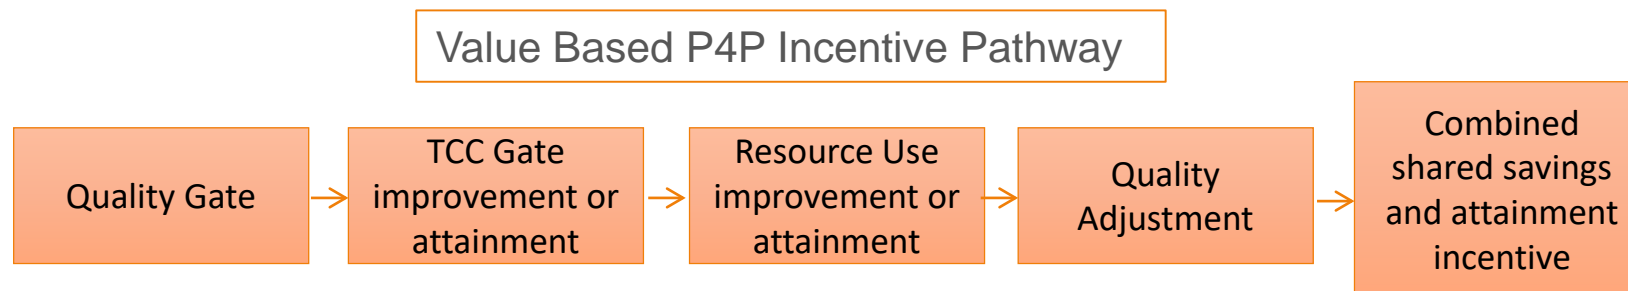 Value Based P4P Incentive Pathway
Quality Gate
TCC Gate
improvement or
attainment
Resource Use
improvement or
attainment
Quality
Adjustment
Combined
shared savings
and attainment
incentive